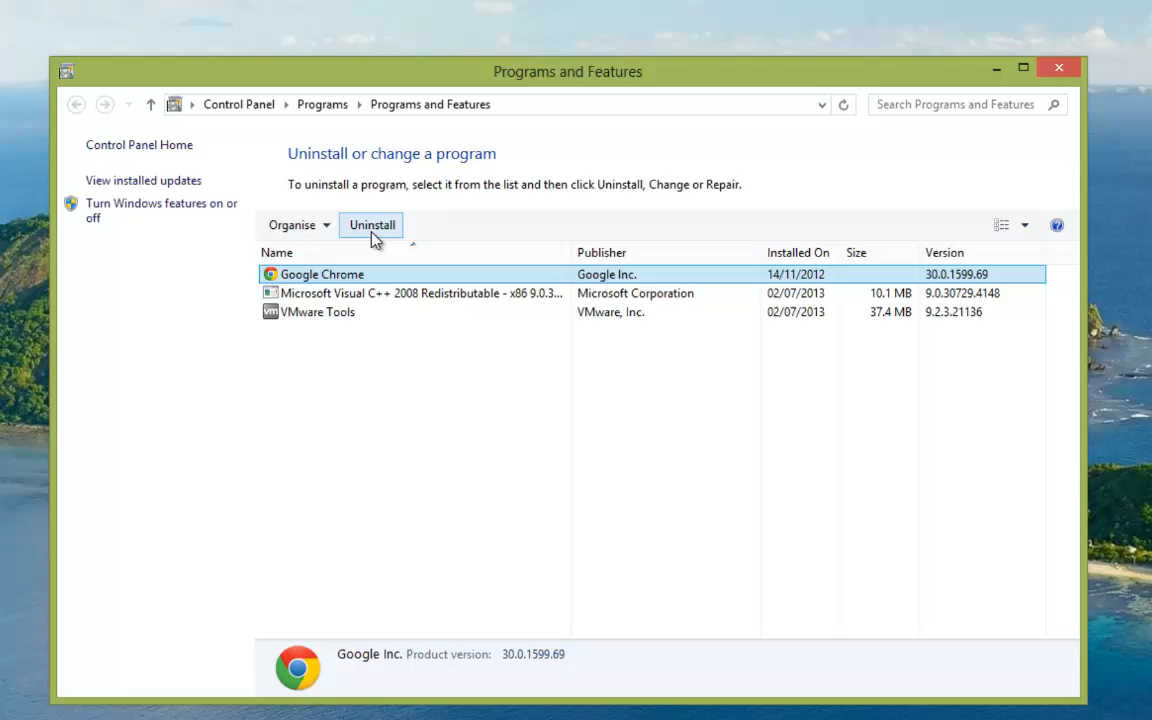 Programs and Features
Control Panel Programs Programs and Features Search Programs and Features
Control Panel Home
View installed updates
Turn Windows features on or
off
Uninstall or change a program
To uninstall a program, select it from the list and then click Uninstall, Change or Repair.
Organise Uninstall
Name Publisher Installed On Size Version
Google Chrome Google Inc. 14/11/2012 30.0.1599.69
Microsoft Visual C++ 2008 Redistributable - x86 9.0.3... Microsoft Corporation 02/07/2013 10.1 MB 9.0.30729.4148
vm VMware Tools VMware, Inc. 02/07/2013 37.4 MB 9.2.3.21136
Google Inc. Product version: 30.0.1599.69